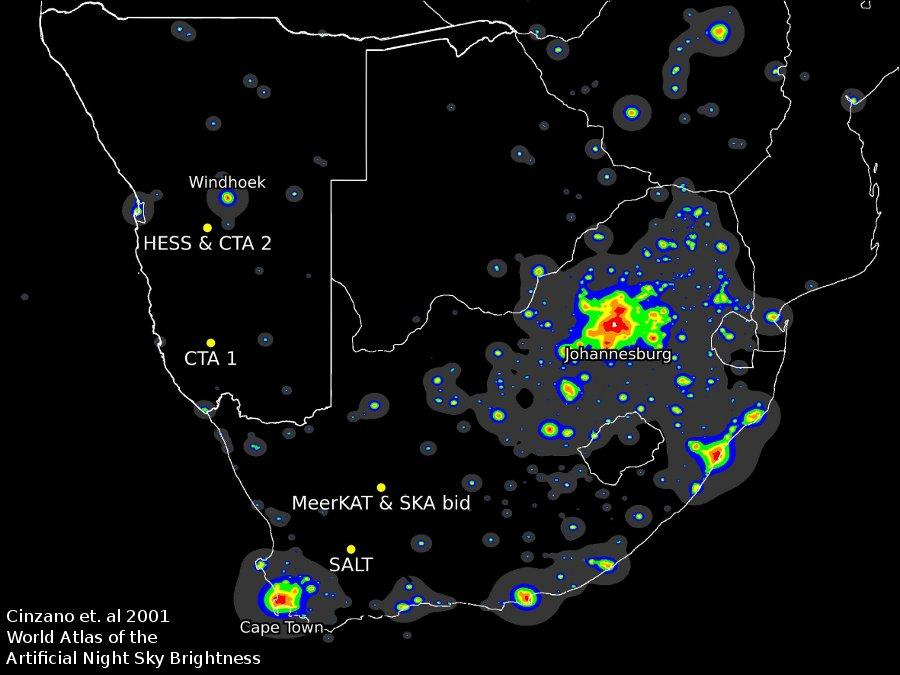 Windhoek
HESS & CTA 2
CTA 1
Johannesburg
MeerKAT & SKA bid
SALT
Cape Town
Cinzano et. al 2001
World Atlas of the
Artificial Night Sky Brightness